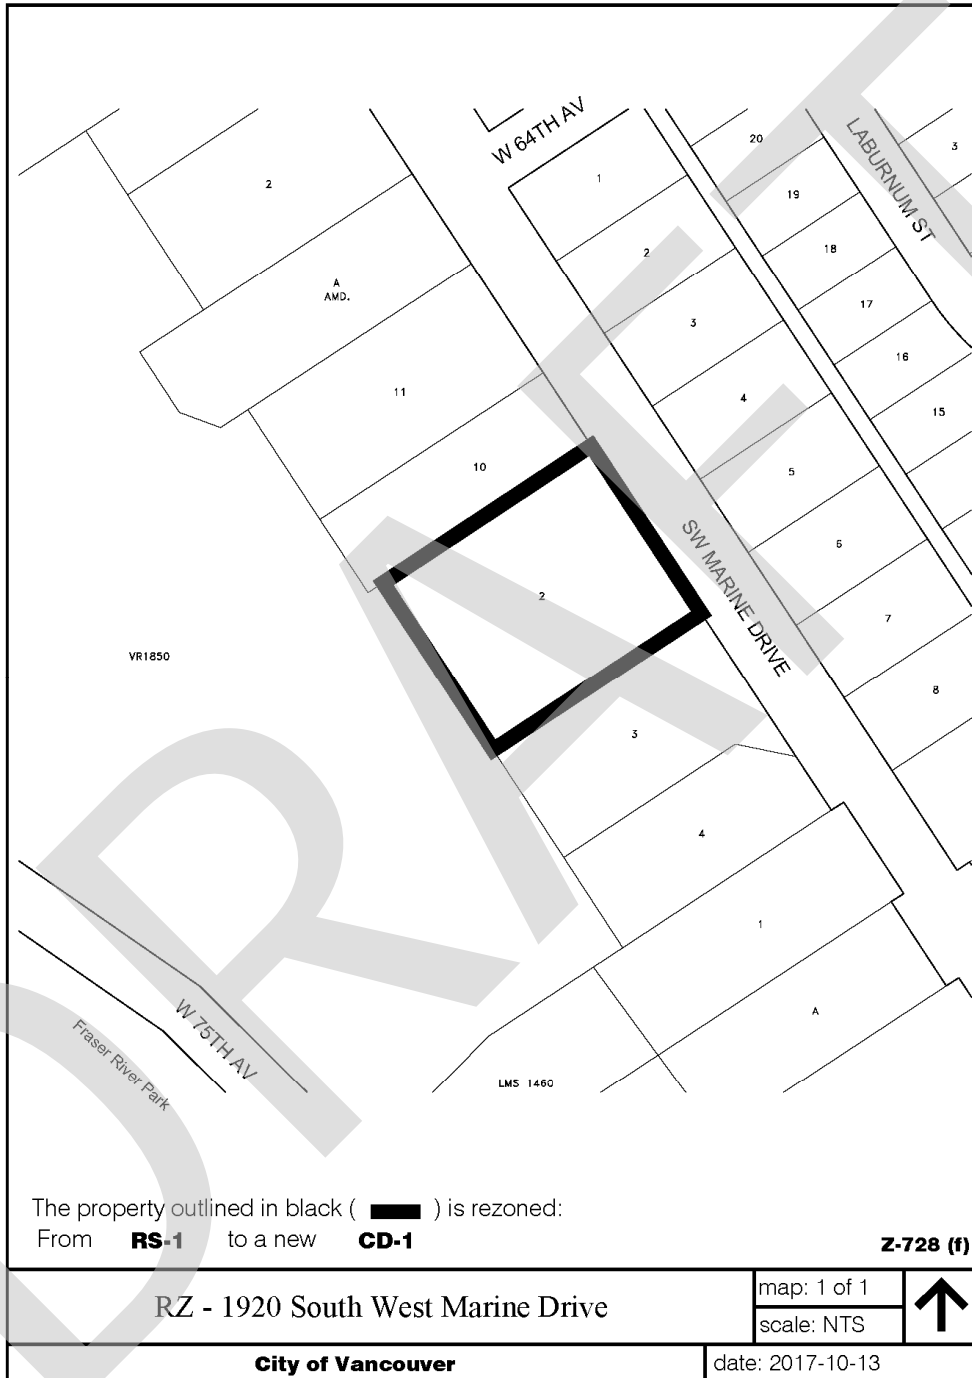 W 64TH AV
LABURNUM ST
20
3
1
2
19
2
18
A
AMD.
17
3
16
11
4
15
10
5
SW MARINE DRIVE
6
2
7
VR1850
8
3
4
1
A
W 75TH AV
Fraser River Park
LMS 1460
DRAFT
The property outlined in black ( ) is rezoned:
From RS-1 to a new CD-1
Z-728 (f)
RZ - 1920 South West Marine Drive
map: 1 of 1
scale: NTS
City of Vancouver
date: 2017-10-13